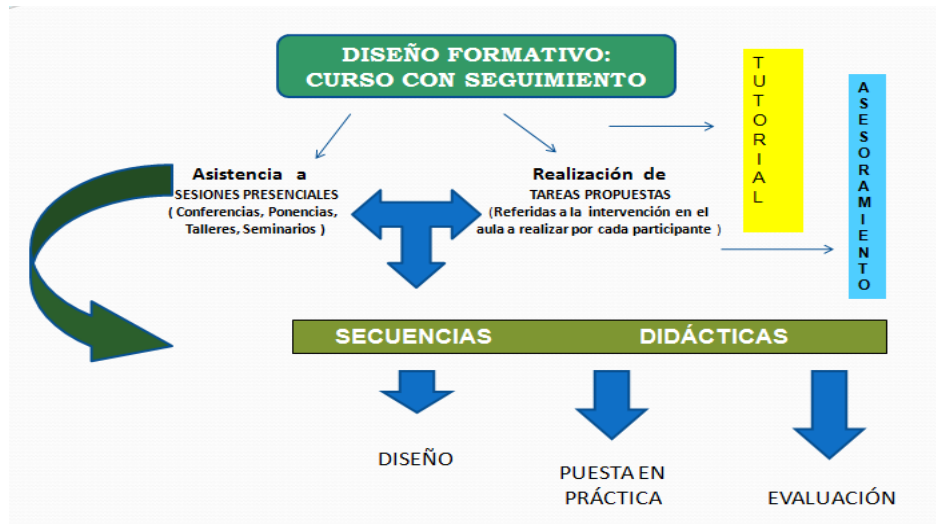 DISEÑO FORMATIVO:
CURSO CON SEGUIMIENTO
TUTORIAL
ASESORAMIENTO
Asistencia a
SESIONES PRESENCIALES
( Conferencias, Ponencias,
Talleres, Seminarios )
Realización de
TAREAS PROPUESTAS
(Referidas a la intervención en el
aula a realizar por cada participante )
SECUENCIAS DIDÁCTICAS
DISEÑO
PUESTA EN
PRÁCTICA
EVALUACIÓN